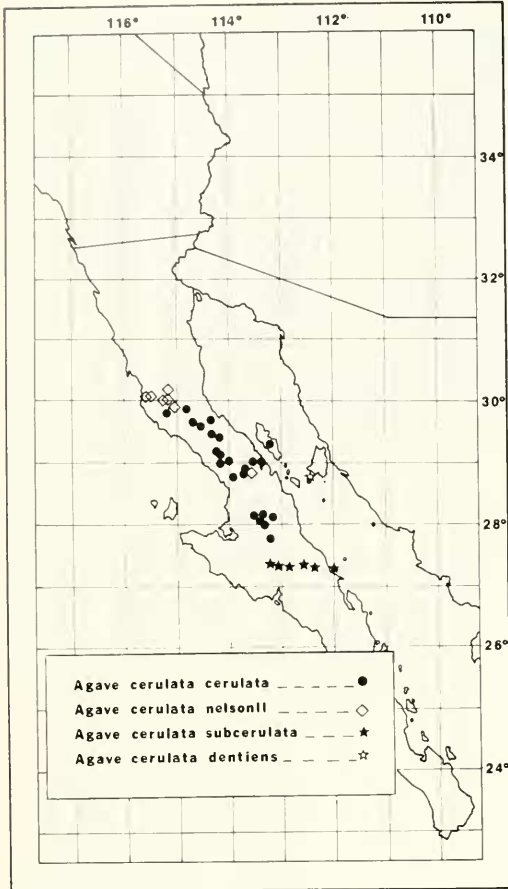 116° 114° 112° 110°
34°
32°
30°
28°
26°
24°
Agave cerulata cerulata
Agave cerulata nelsonII
Agave cerulata subcerulata
Agave cerulata dentiens